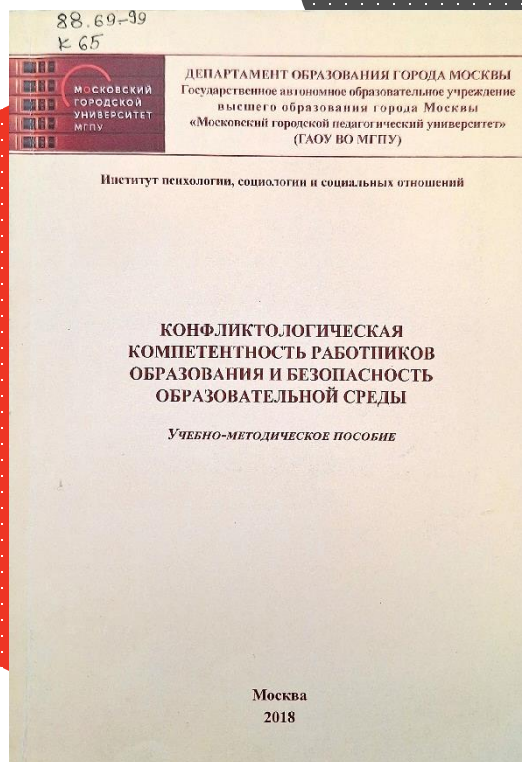 88.69-99
К 65
МОСКОВСКИЙ
ГОРОДСКОЙ
УНИВЕРСИТЕТ
МГПУ
ДЕПАРТАМЕНТ ОБРАЗОВАНИЯ ГОРОДА МОСКВЫ
Государственное автономное образовательное учреждение
высшего образования города Москвы
«Московский городской педагогический университет»
(ГАОУ ВО МГПУ)
Институт психологии, социологии и социальных отношений
КОНФЛИКТОЛОГИЧЕСКАЯ
КОМПЕТЕНТНОСТЬ РАБОТНИКОВ
ОБРАЗОВАНИЯ И БЕЗОПАСНОСТЬ
ОБРАЗОВАТЕЛЬНОЙ СРЕДЫ
УЧЕБНО-МЕТОДИЧЕСКОЕ ПОСОБИЕ
Москва
2018